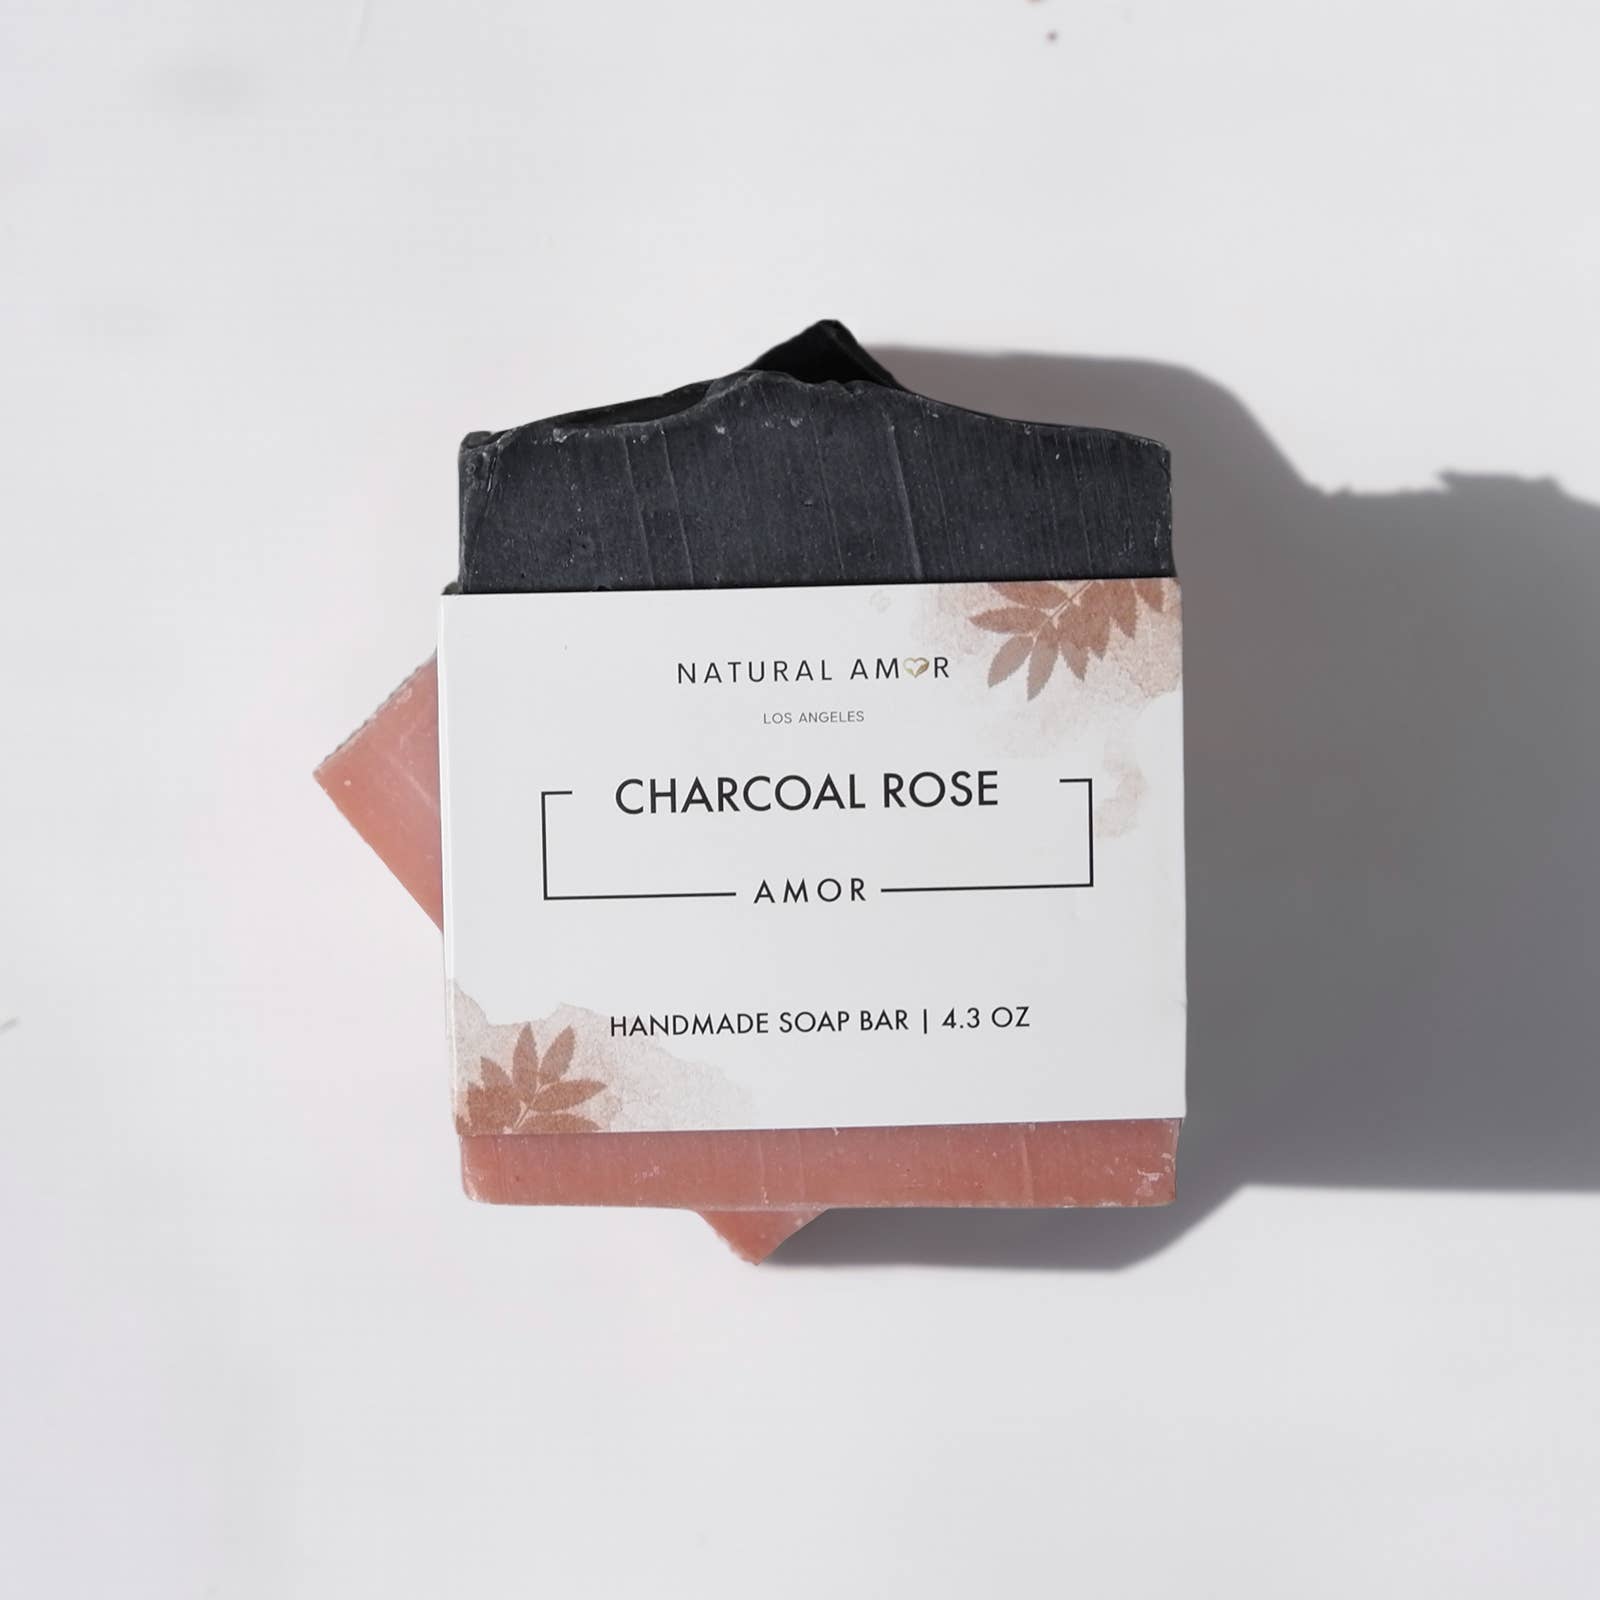 NATURAL AMOR
LOS ANGELES
CHARCOAL ROSE
AMOR
HANDMADE SOAP BAR | 4.3 OZ